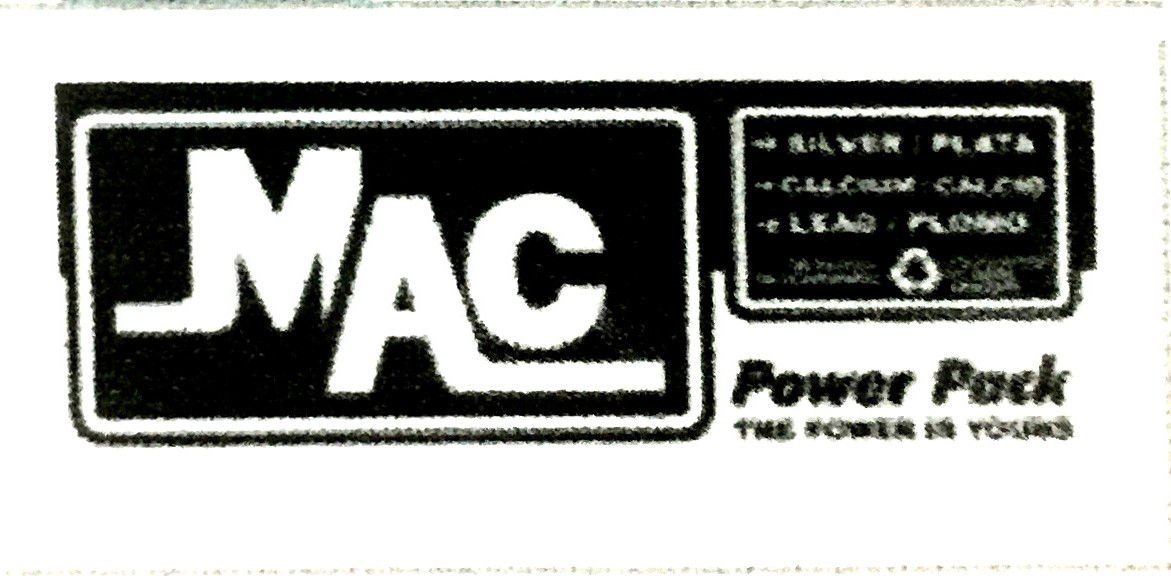 MAC
SILVER / PLATA
CALCIUM / CALCIO
LEAD / PLOMO
Power Pack
THE POWER IS YOURS